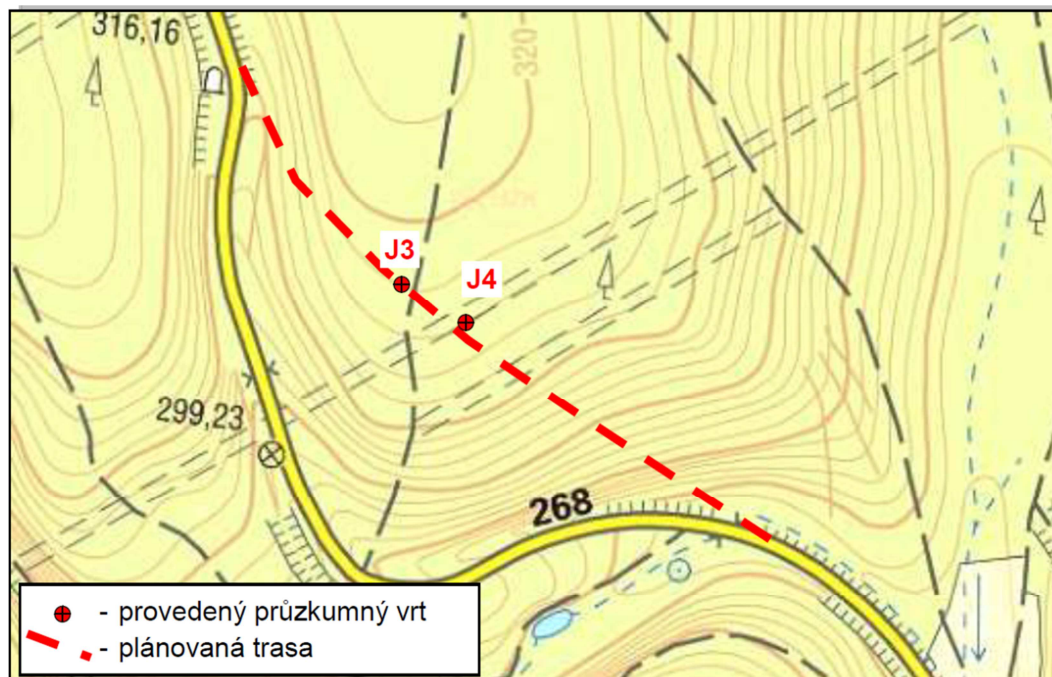 316,16
320
J3
J4
299,23
268
- provedený průzkumný vrt
- plánovaná trasa